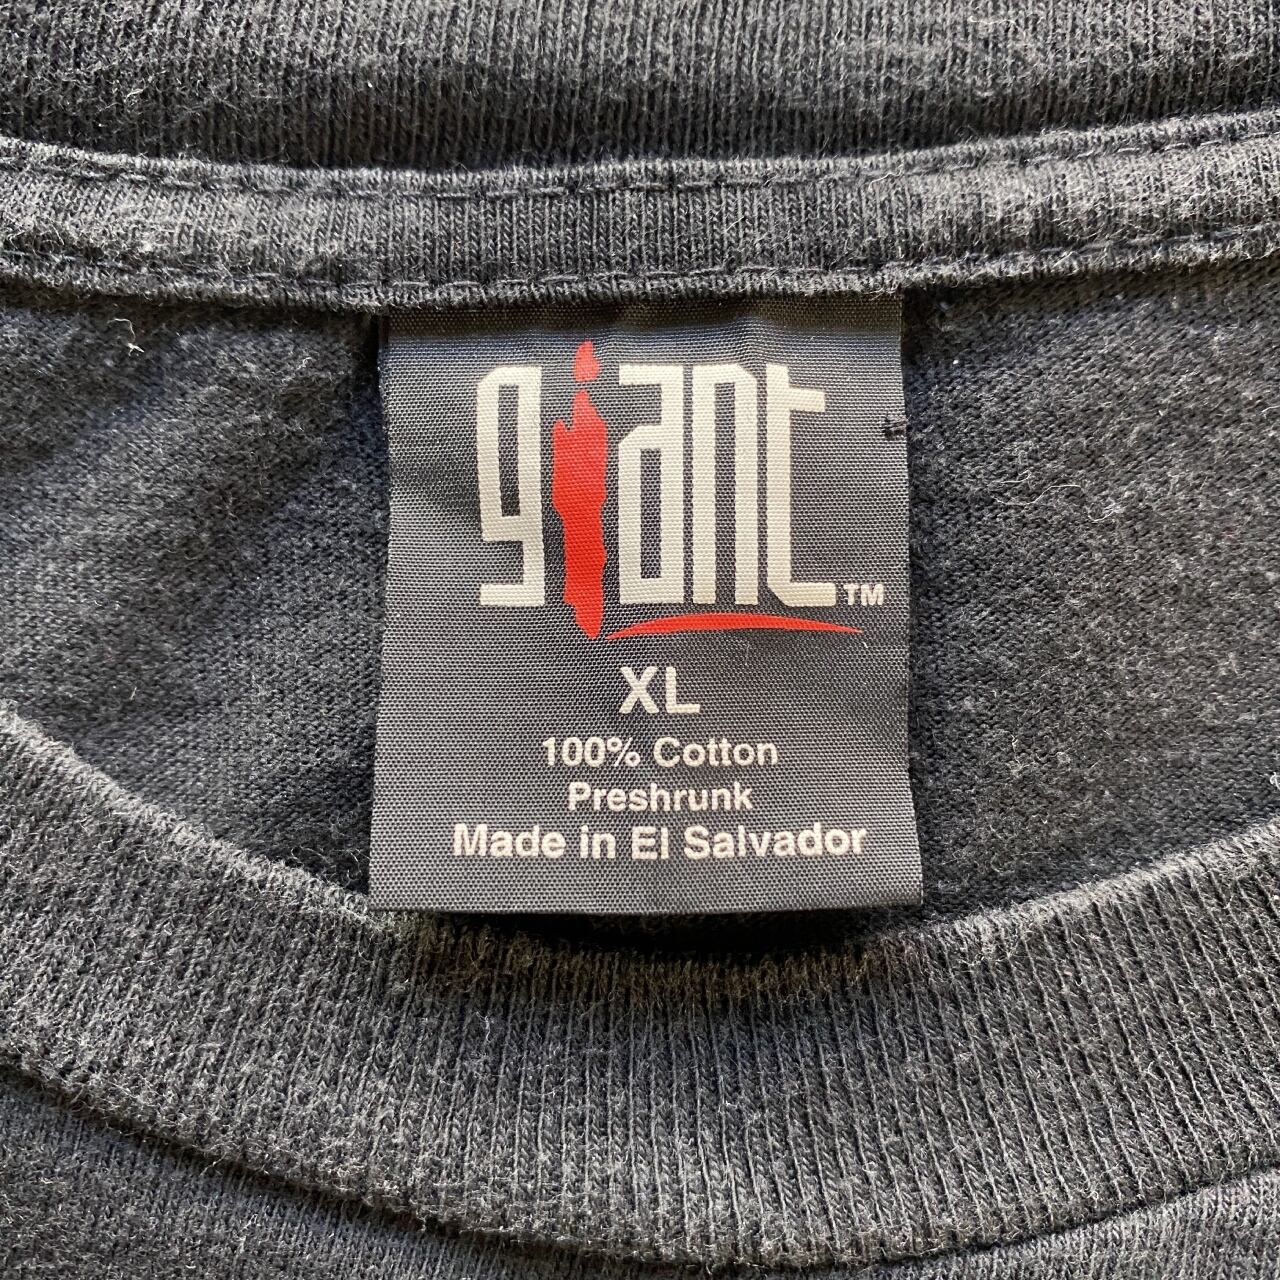 giant™
XL
100% Cotton
Preshrunk
Made in El Salvador